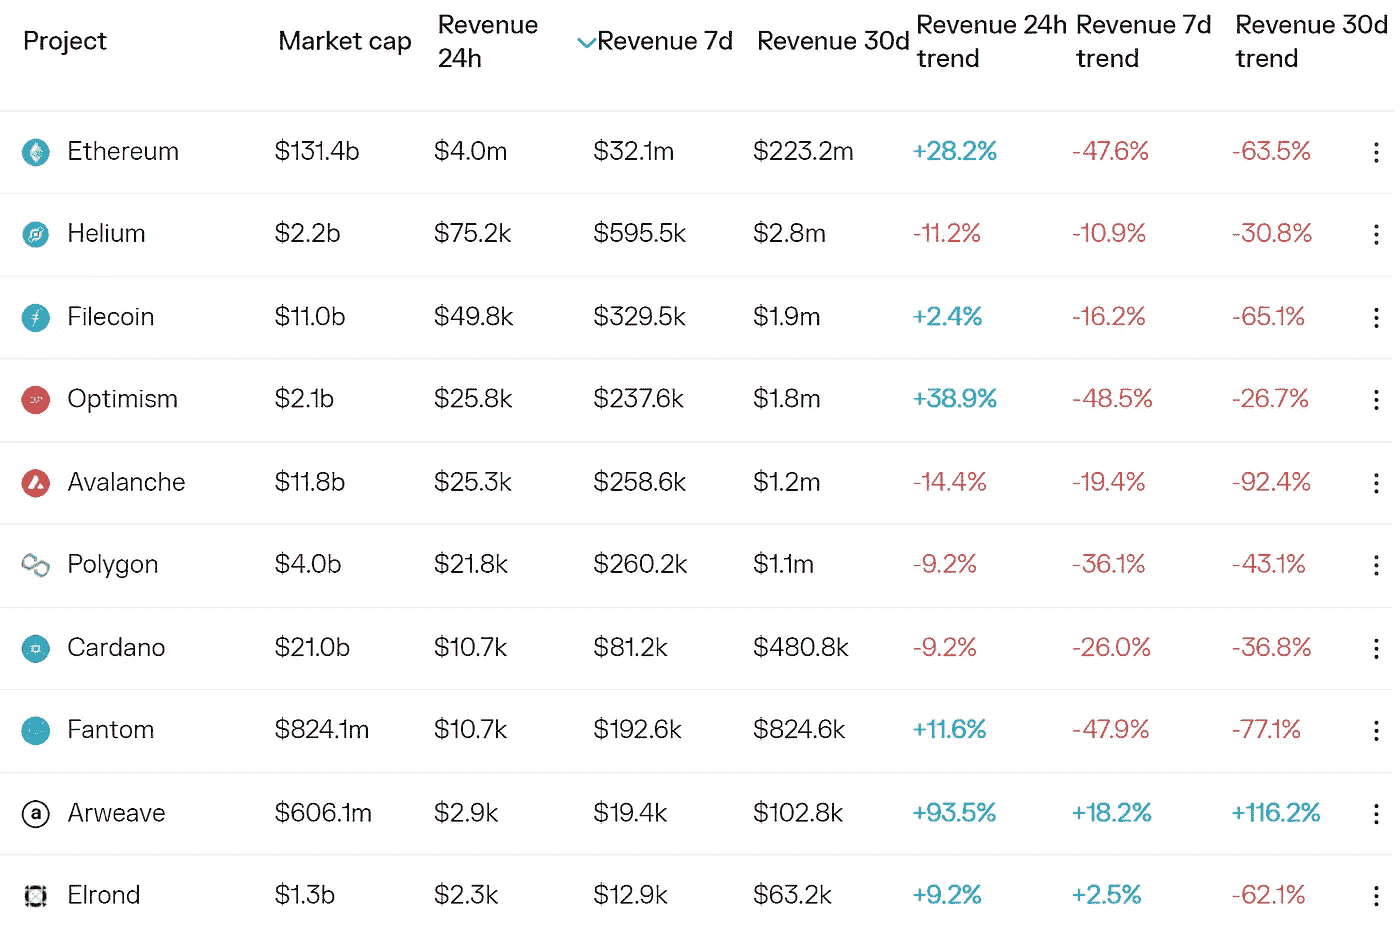 Project Market cap Revenue 24h Revenue 7d Revenue 30d Revenue 24h trend Revenue 7d trend Revenue 30d trend
Ethereum $131.4b $4.0m $32.1m $223.2m +28.2% -47.6% -63.5%
Helium $2.2b $75.2k $595.5k $2.8m -11.2% -10.9% -30.8%
Filecoin $11.0b $49.8k $329.5k $1.9m +2.4% -16.2% -65.1%
Optimism $2.1b $25.8k $237.6k $1.8m +38.9% -48.5% -26.7%
Avalanche $11.8b $25.3k $258.6k $1.2m -14.4% -19.4% -92.4%
Polygon $4.0b $21.8k $260.2k $1.1m -9.2% -36.1% -43.1%
Cardano $21.0b $10.7k $81.2k $480.8k -9.2% -26.0% -36.8%
Fantom $824.1m $10.7k $192.6k $824.6k +11.6% -47.9% -77.1%
a Arweave $606.1m $2.9k $19.4k $102.8k +93.5% +18.2% +116.2%
Elrond $1.3b $2.3k $12.9k $63.2k +9.2% +2.5% -62.1%